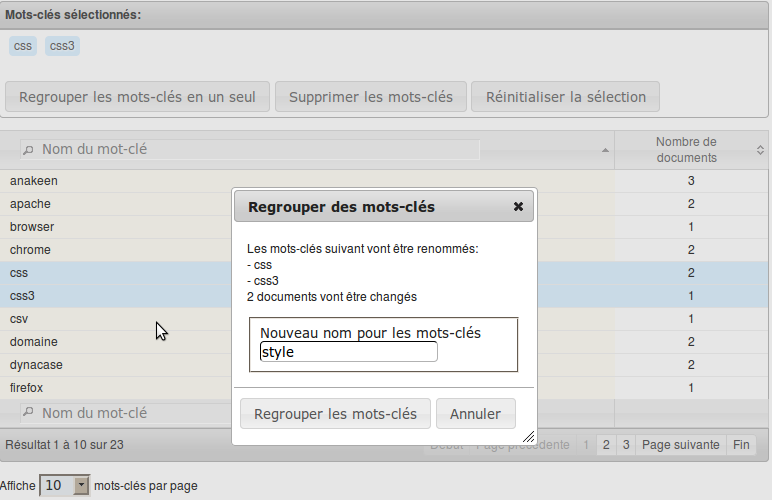 Mots-clés sélectionnés:
css css3
Regrouper les mots-clés en un seul Supprimer les mots-clés Réinitialiser la sélection
Nom du mot-clé Nombre de
documents
anakeen 3
apache 2
browser 1
chrome 2
css 2
css3 1
csv 1
domaine 2
dynacase 2
firefox 1
Nom du mot-clé
Regrouper des mots-clés
Les mots-clés suivant vont être renommés:
- css
- css3
2 documents vont être changés
Nouveau nom pour les mots-clés
style
Regrouper les mots-clés Annuler
Résultat 1 à 10 sur 23 Début Page précédente 1 2 3 Page suivante Fin
Affiche 10 mots-clés par page